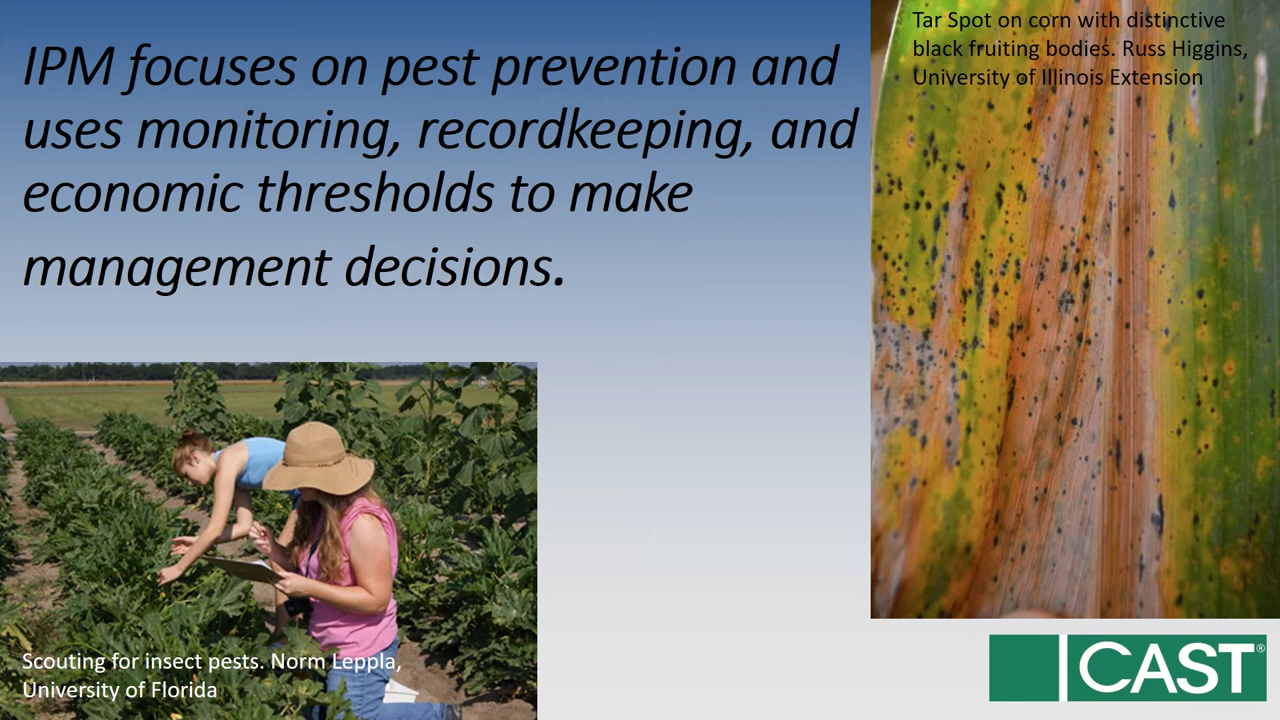 IPM focuses on pest prevention and
uses monitoring, recordkeeping, and
economic thresholds to make
management decisions.
Tar Spot on corn with distinctive
black fruiting bodies. Russ Higgins,
University of Illinois Extension
Scouting for insect pests. Norm Leppla,
University of Florida
CAST®